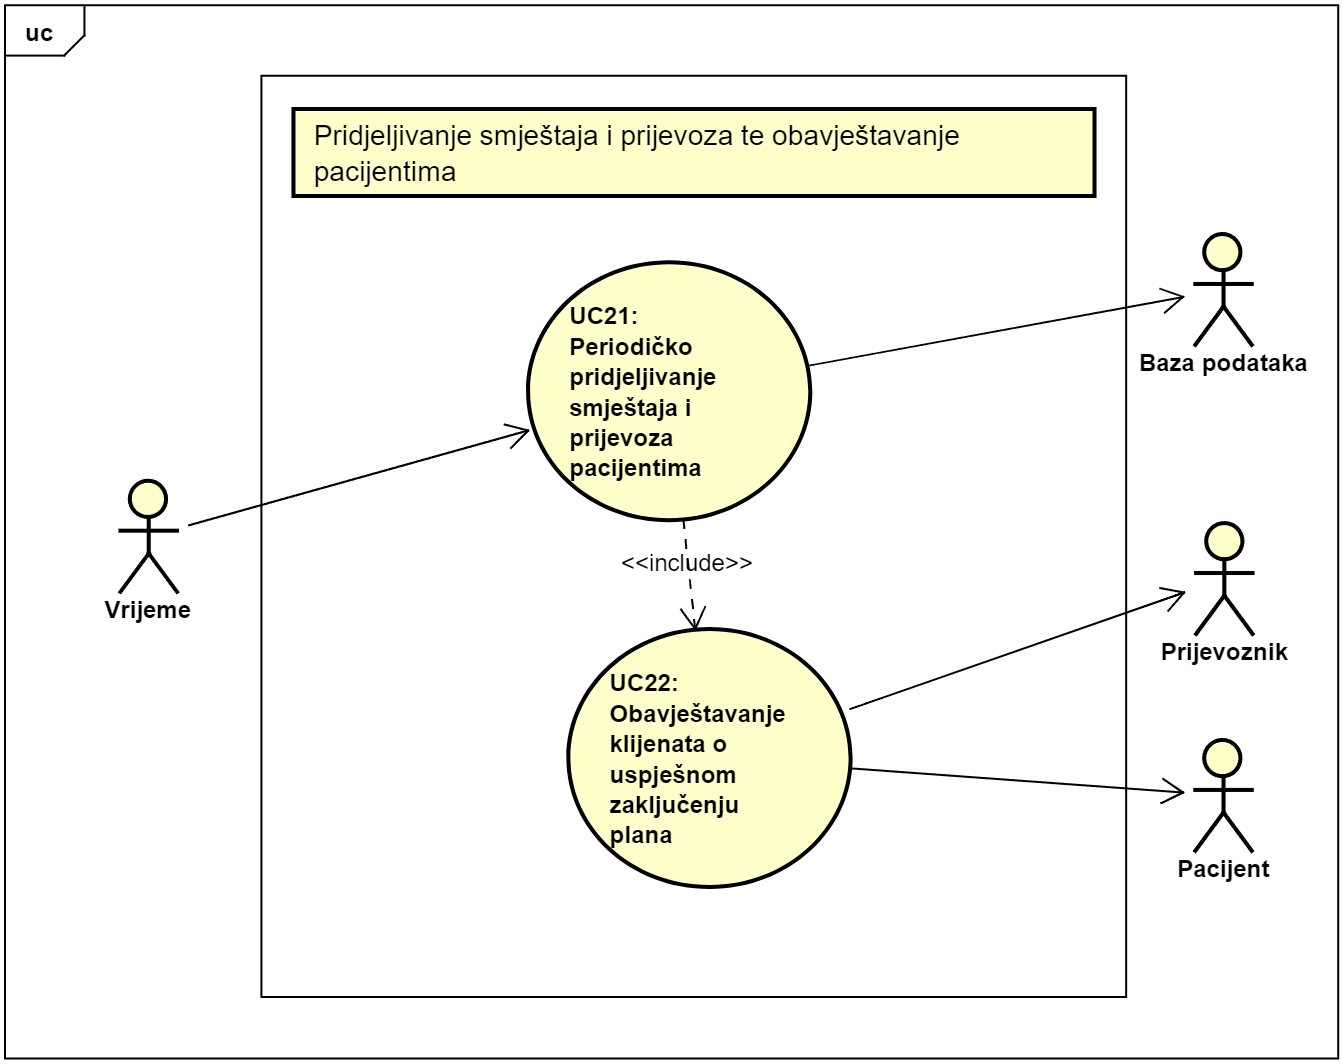 uc
Pridjeljivanje smještaja i prijevoza te obavještavanje
pacijentima
UC21:
Periodičko
pridjeljivanje
smještaja i
prijevoza
pacijentima
Baza podataka
<<include>>
Vrijeme
Prijevoznik
UC22:
Obavještavanje
klijenata o
uspješnom
zaključenju
plana
Pacijent